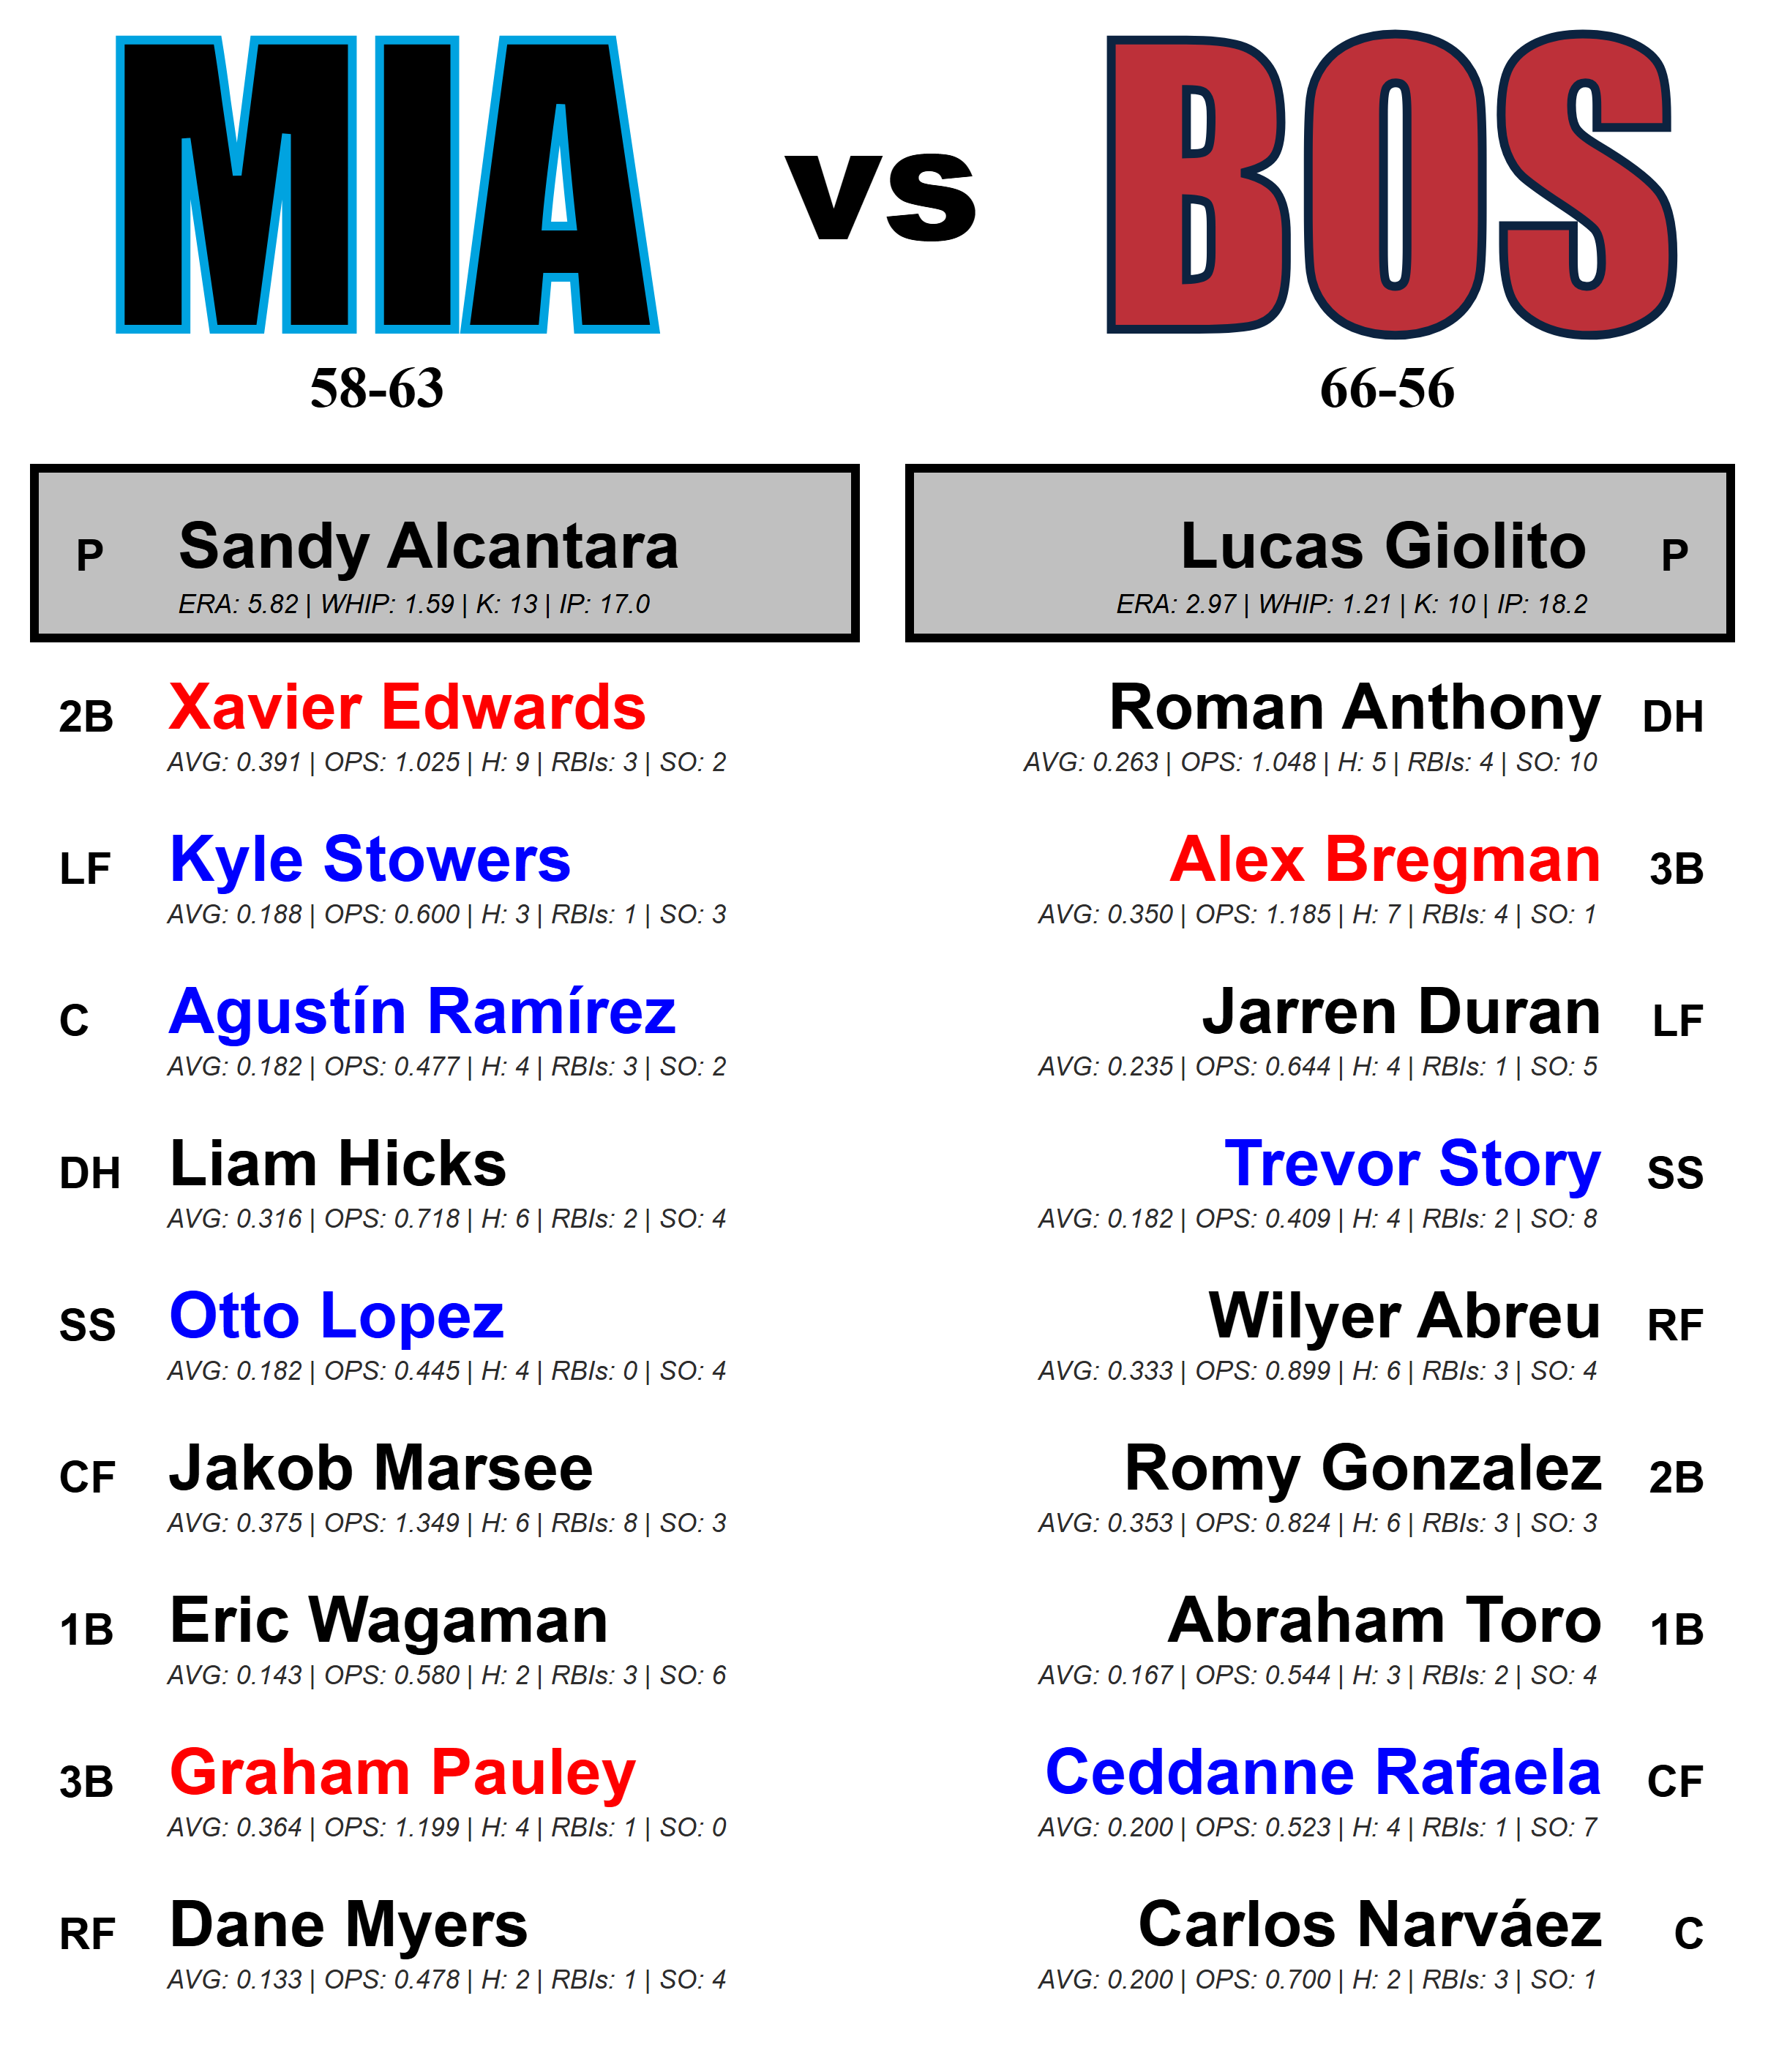 MIA vs BOS
58-63 66-56
P Sandy Alcantara
ERA: 5.82 | WHIP: 1.59 | K: 13 | IP: 17.0
Lucas Giolito P
ERA: 2.97 | WHIP: 1.21 | K: 10 | IP: 18.2
2B Xavier Edwards
AVG: 0.391 | OPS: 1.025 | H: 9 | RBIs: 3 | SO: 2
LF Kyle Stowers
AVG: 0.188 | OPS: 0.600 | H: 3 | RBIs: 1 | SO: 3
C Agustín Ramírez
AVG: 0.182 | OPS: 0.477 | H: 4 | RBIs: 3 | SO: 2
DH Liam Hicks
AVG: 0.316 | OPS: 0.718 | H: 6 | RBIs: 2 | SO: 4
SS Otto Lopez
AVG: 0.182 | OPS: 0.445 | H: 4 | RBIs: 0 | SO: 4
CF Jakob Marsee
AVG: 0.375 | OPS: 1.349 | H: 6 | RBIs: 8 | SO: 3
1B Eric Wagaman
AVG: 0.143 | OPS: 0.580 | H: 2 | RBIs: 3 | SO: 6
3B Graham Pauley
AVG: 0.364 | OPS: 1.199 | H: 4 | RBIs: 1 | SO: 0
RF Dane Myers
AVG: 0.133 | OPS: 0.478 | H: 2 | RBIs: 1 | SO: 4
Roman Anthony DH
AVG: 0.263 | OPS: 1.048 | H: 5 | RBIs: 4 | SO: 10
Alex Bregman 3B
AVG: 0.350 | OPS: 1.185 | H: 7 | RBIs: 4 | SO: 1
Jarren Duran LF
AVG: 0.235 | OPS: 0.644 | H: 4 | RBIs: 1 | SO: 5
Trevor Story SS
AVG: 0.182 | OPS: 0.409 | H: 4 | RBIs: 2 | SO: 8
Wilyer Abreu RF
AVG: 0.333 | OPS: 0.899 | H: 6 | RBIs: 3 | SO: 4
Romy Gonzalez 2B
AVG: 0.353 | OPS: 0.824 | H: 6 | RBIs: 3 | SO: 3
Abraham Toro 1B
AVG: 0.167 | OPS: 0.544 | H: 3 | RBIs: 2 | SO: 4
Ceddanne Rafaela CF
AVG: 0.200 | OPS: 0.523 | H: 4 | RBIs: 1 | SO: 7
Carlos Narváez C
AVG: 0.200 | OPS: 0.700 | H: 2 | RBIs: 3 | SO: 1